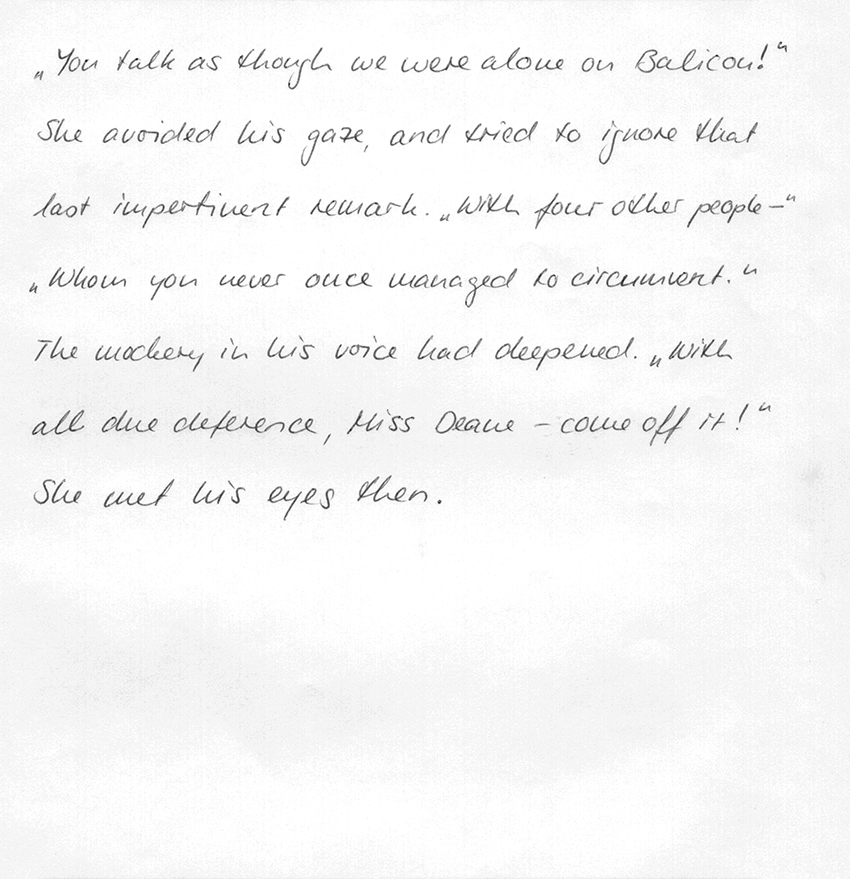 „You talk as though we were alone on Balicou!“
She avoided his gaze, and tried to ignore that
last impertinent remark. „With four other people –“
„Whom you never once managed to circumvent.“
The mockery in his voice had deepened. „With
all due deference, Miss Deane – come off it!“
She met his eyes then.